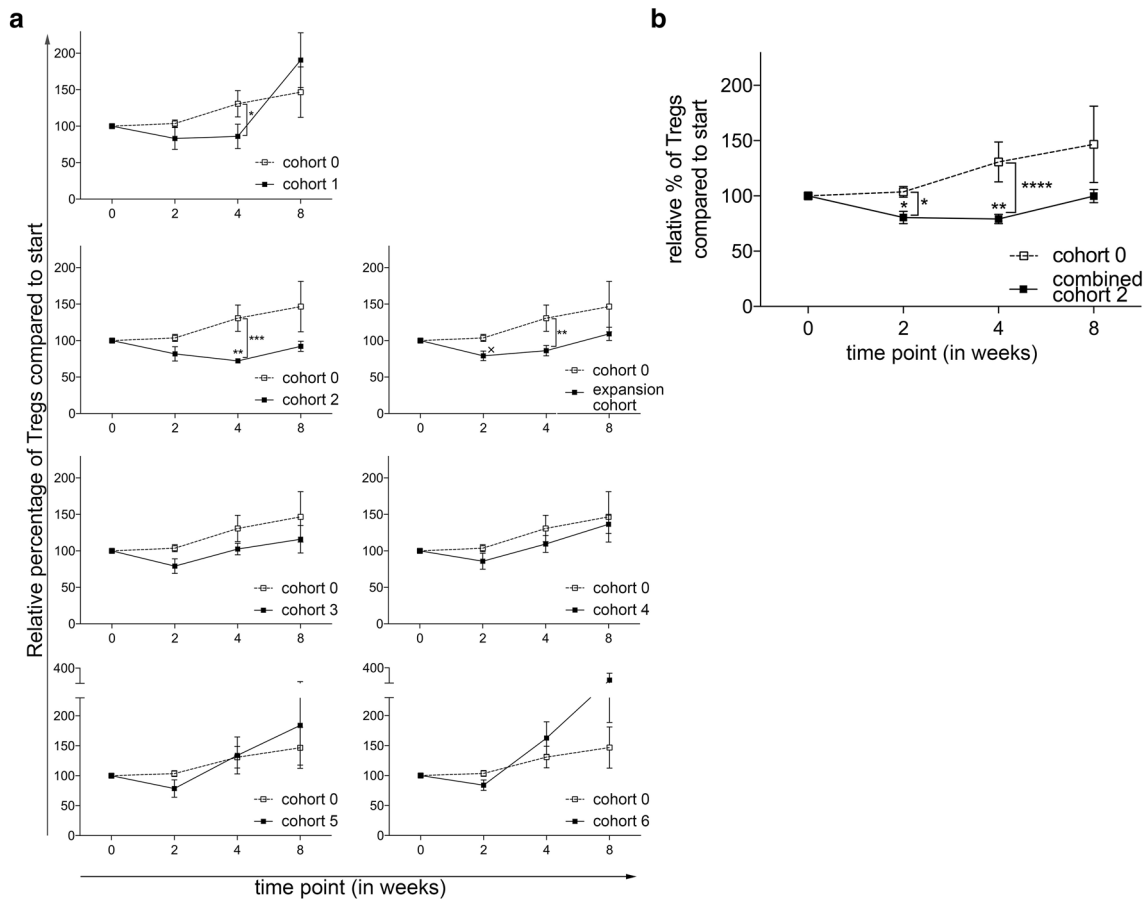 a
Relative percentage of Tregs compared to start
200
150
100
50
0
0 2 4 8
*
cohort 0
cohort 1
200
150
100
50
0
0 2 4 8
**
***
cohort 0
cohort 2
200
150
100
50
0
0 2 4 8
×
**
cohort 0
expansion
cohort
200
150
100
50
0
0 2 4 8
cohort 0
cohort 3
200
150
100
50
0
0 2 4 8
cohort 0
cohort 4
400
200
150
100
50
0
0 2 4 8
cohort 0
cohort 5
400
200
150
100
50
0
0 2 4 8
cohort 0
cohort 6
time point (in weeks)
b
relative % of Tregs
compared to start
200
150
100
50
0
0 2 4 8
*
*
**
****
cohort 0
combined
cohort 2
time point (in weeks)